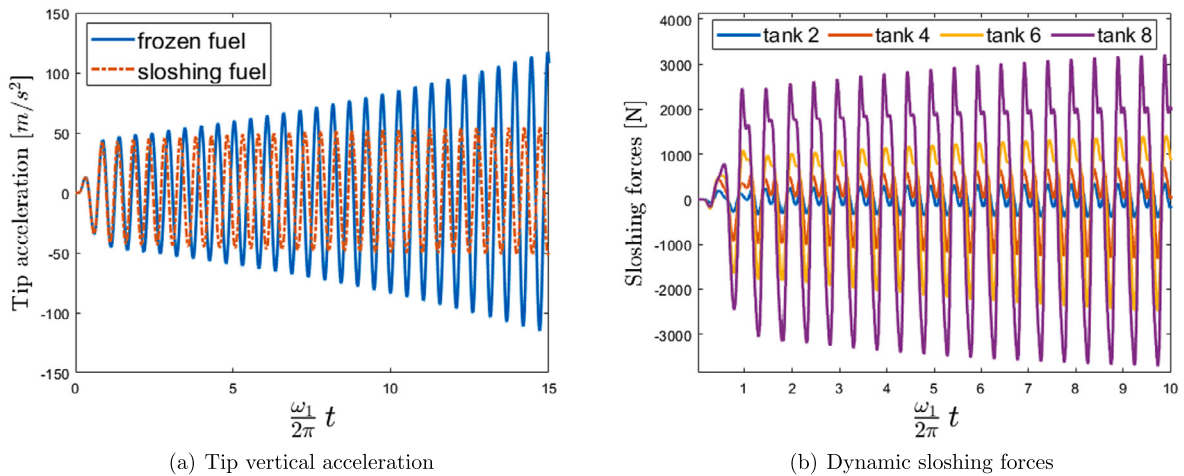 150
100
50
0
-50
-100
-150
Tip acceleration [m/s²]
frozen fuel
sloshing fuel
0 5 10 15
ω₁/2π t
(a) Tip vertical acceleration
4000
3000
2000
1000
0
-1000
-2000
-3000
Sloshing forces [N]
tank 2 tank 4 tank 6 tank 8
1 2 3 4 5 6 7 8 9 10
ω₁/2π t
(b) Dynamic sloshing forces